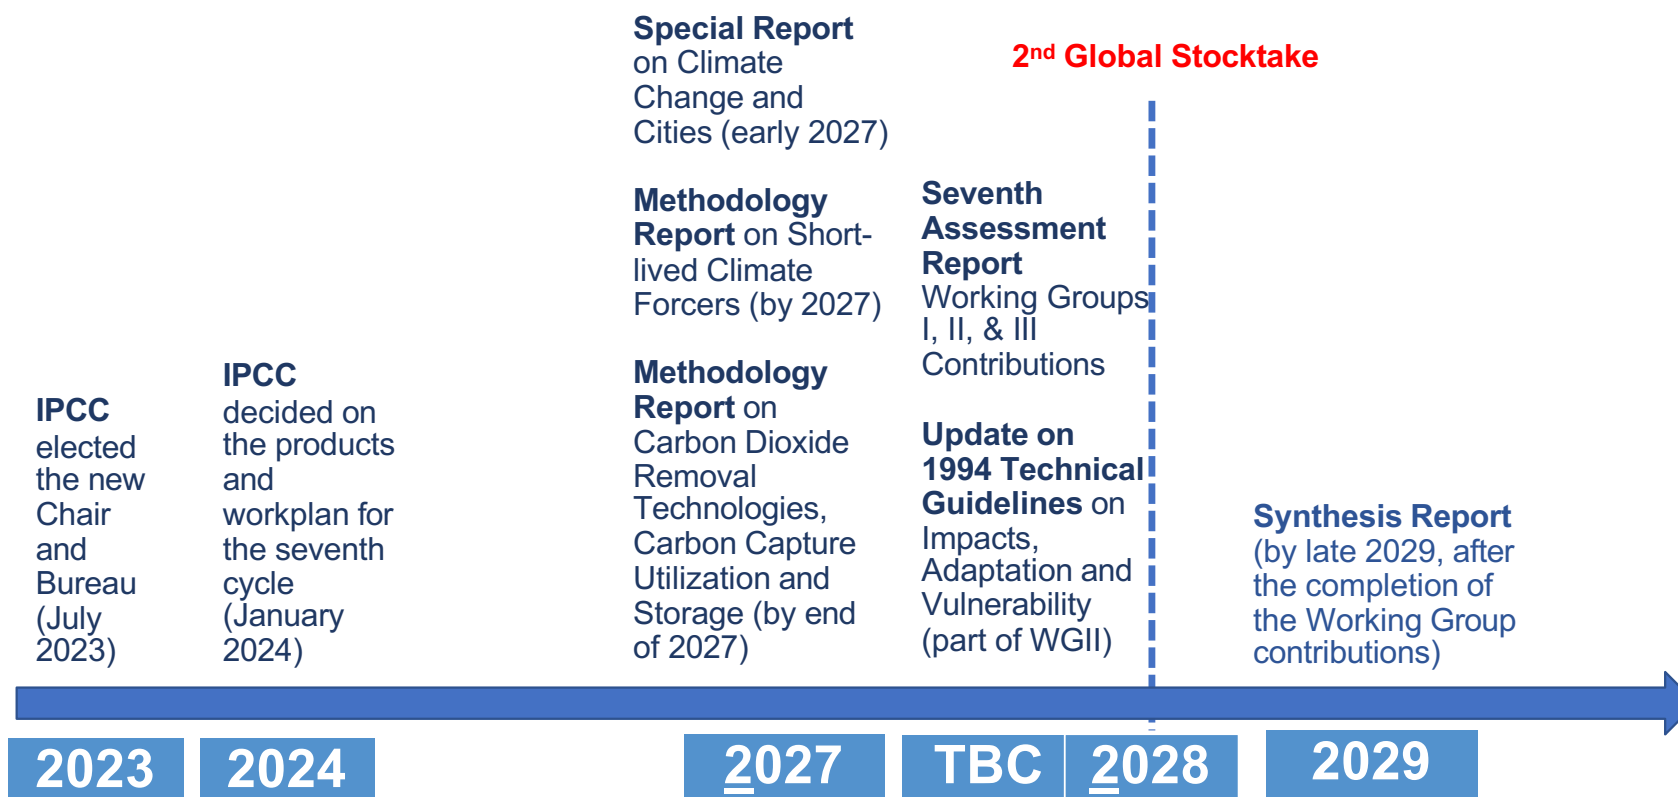 IPCC
elected
the new
Chair
and
Bureau
(July
2023)
IPCC
decided on
the products
and
workplan for
the seventh
cycle
(January
2024)
Special Report
on Climate
Change and
Cities (early 2027)
Methodology
Report on Short-
lived Climate
Forcers (by 2027)
Methodology
Report on
Carbon Dioxide
Removal
Technologies,
Carbon Capture
Utilization and
Storage (by end
of 2027)
Seventh
Assessment
Report
Working Groups
I, II, & III
Contributions
Update on
1994 Technical
Guidelines on
Impacts,
Adaptation and
Vulnerability
(part of WGII)
2nd Global Stocktake
Synthesis Report
(by late 2029, after
the completion of
the Working Group
contributions)
2023
2024
2027
TBC
2028
2029